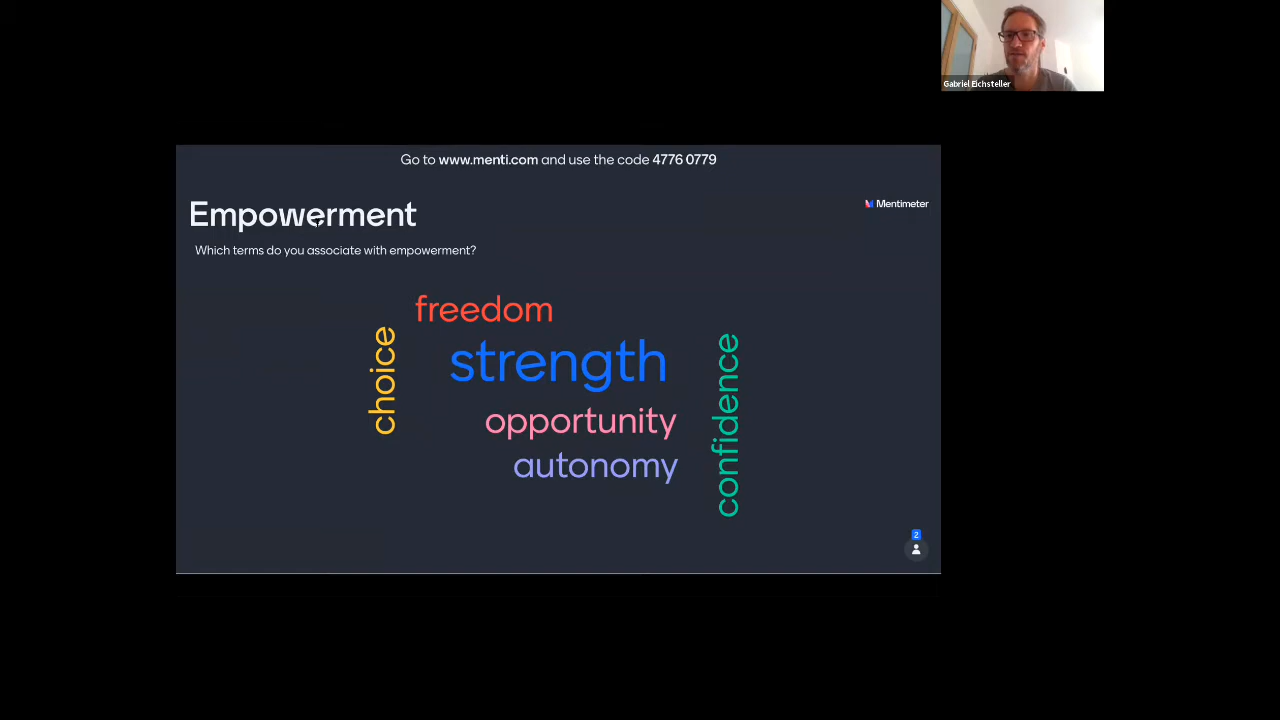 Gabriel Eichsteller
Go to www.menti.com and use the code 4776 0779
Empowerment
Mentimeter
Which terms do you associate with empowerment?
freedom
choice
strength
confidence
opportunity
autonomy
2